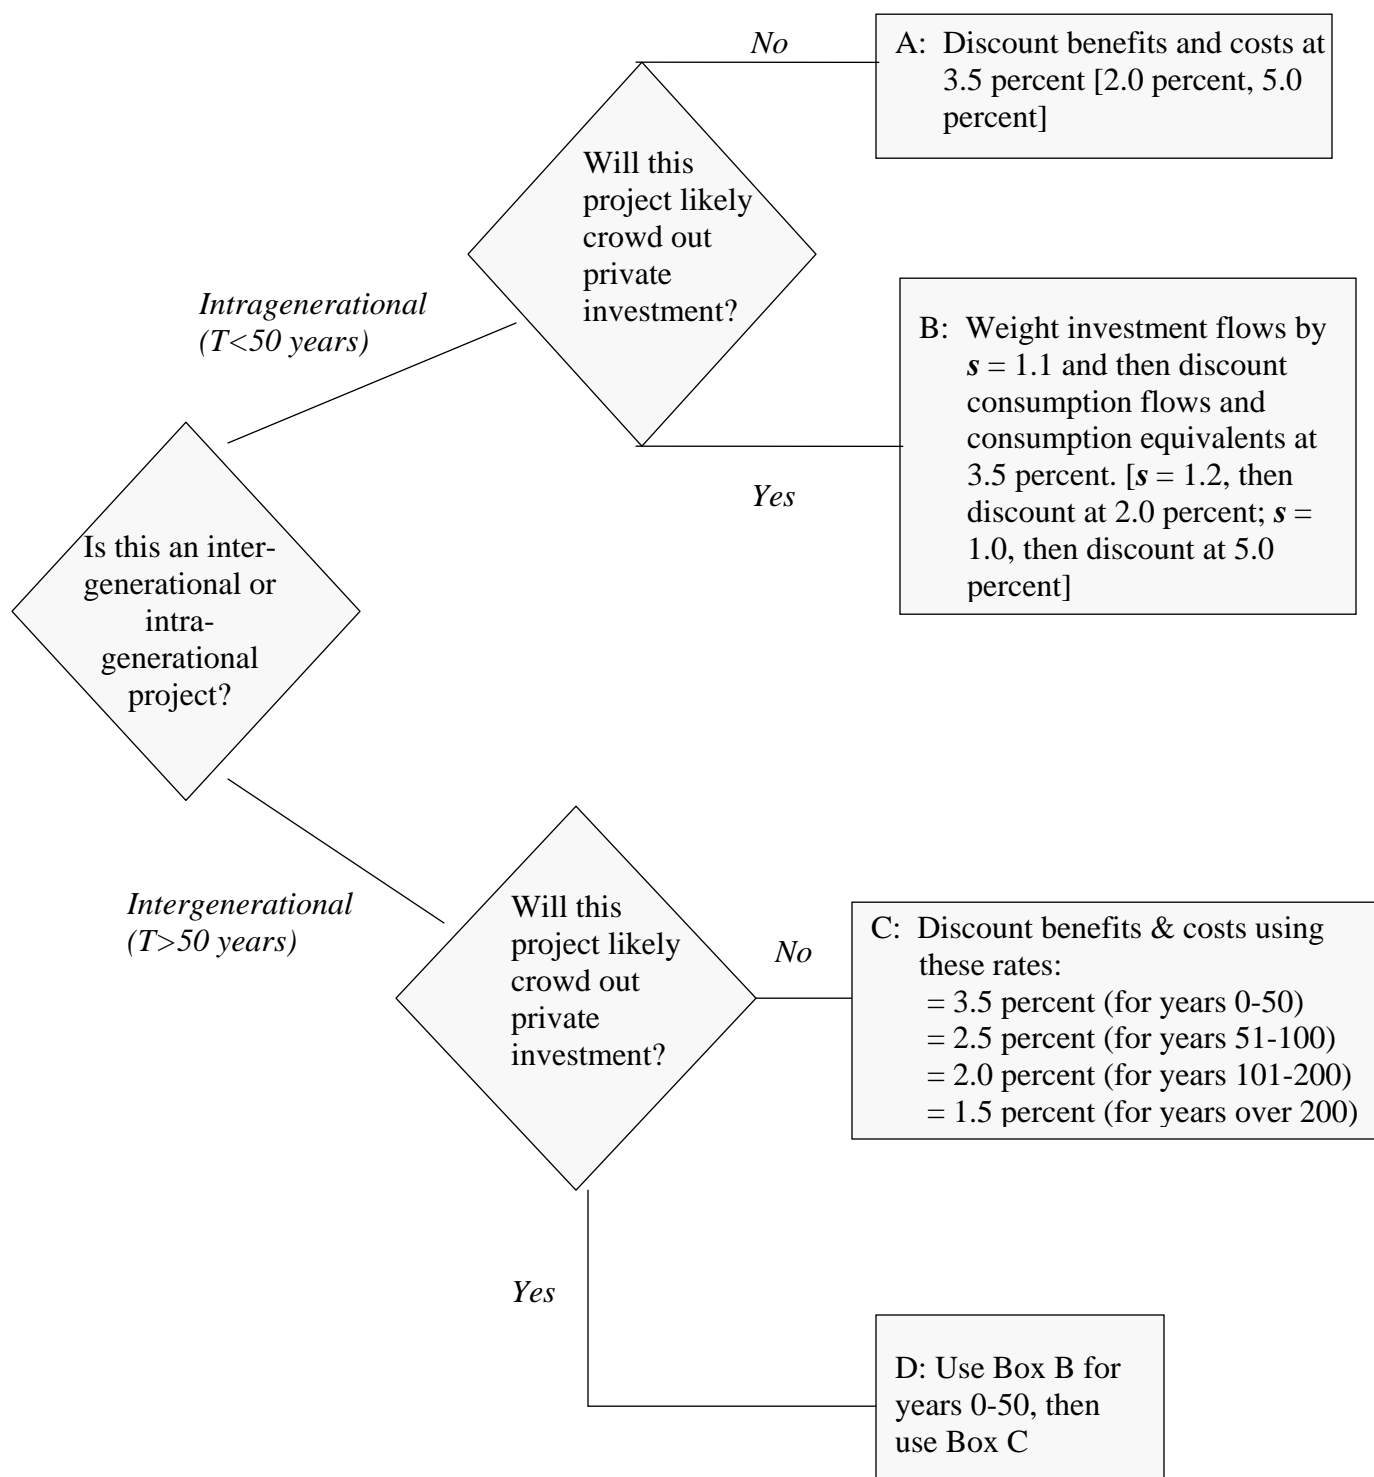 No
A: Discount benefits and costs at
3.5 percent [2.0 percent, 5.0
percent]
Will this
project likely
crowd out
private
investment?
Intragenerational
(T<50 years)
B: Weight investment flows by
s = 1.1 and then discount
consumption flows and
consumption equivalents at
3.5 percent. [s = 1.2, then
discount at 2.0 percent; s =
1.0, then discount at 5.0
percent]
Yes
Is this an inter-
generational or
intra-
generational
project?
Intergenerational
(T>50 years)
Will this
project likely
crowd out
private
investment?
No
C: Discount benefits & costs using
these rates:
= 3.5 percent (for years 0-50)
= 2.5 percent (for years 51-100)
= 2.0 percent (for years 101-200)
= 1.5 percent (for years over 200)
Yes
D: Use Box B for
years 0-50, then
use Box C